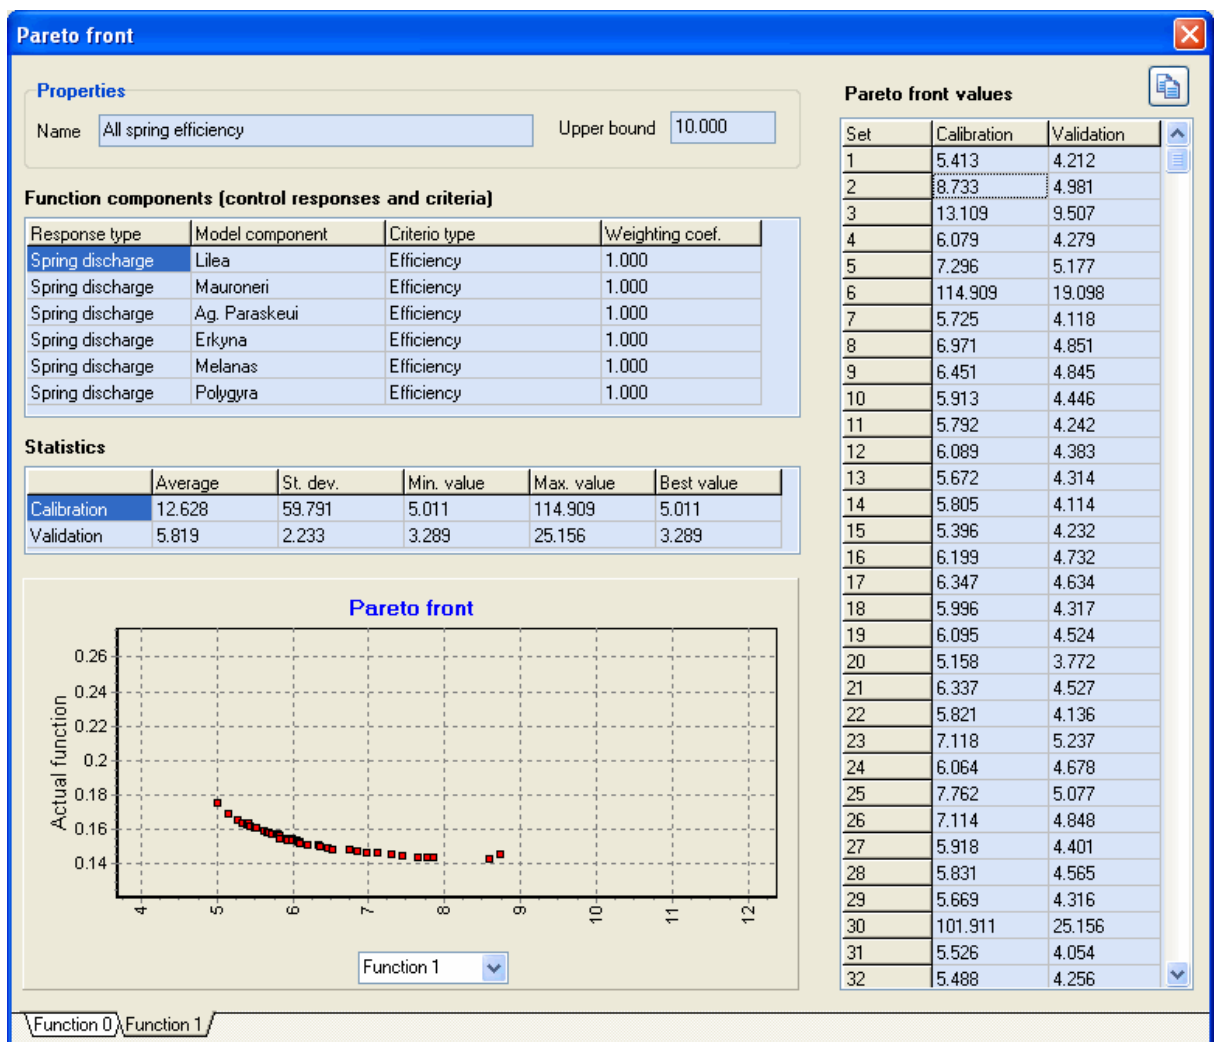 Pareto front
Properties
Name All spring efficiency Upper bound 10.000
Function components (control responses and criteria)
Response type Model component Criterio type Weighting coef.
Spring discharge Lilea Efficiency 1.000
Spring discharge Mauroneri Efficiency 1.000
Spring discharge Ag. Paraskeui Efficiency 1.000
Spring discharge Erkyna Efficiency 1.000
Spring discharge Melanas Efficiency 1.000
Spring discharge Polygyra Efficiency 1.000
Statistics
Average St. dev. Min. value Max. value Best value
Calibration 12.628 59.791 5.011 114.909 5.011
Validation 5.819 2.233 3.289 25.156 3.289
Pareto front
Actual function
0.26
0.24
0.22
0.2
0.18
0.16
0.14
4 5 6 7 8 9 10 11 12
Function 1
Pareto front values
Set Calibration Validation
1 5.413 4.212
2 8.733 4.981
3 13.109 9.507
4 6.079 4.279
5 7.296 5.177
6 114.909 19.098
7 5.725 4.118
8 6.971 4.851
9 6.451 4.845
10 5.913 4.446
11 5.792 4.242
12 6.089 4.383
13 5.672 4.314
14 5.805 4.114
15 5.396 4.232
16 6.199 4.732
17 6.347 4.634
18 5.996 4.317
19 6.095 4.524
20 5.158 3.772
21 6.337 4.527
22 5.821 4.136
23 7.118 5.237
24 6.064 4.678
25 7.762 5.077
26 7.114 4.848
27 5.918 4.401
28 5.831 4.565
29 5.669 4.316
30 101.911 25.156
31 5.526 4.054
32 5.488 4.256
Function 0 Function 1